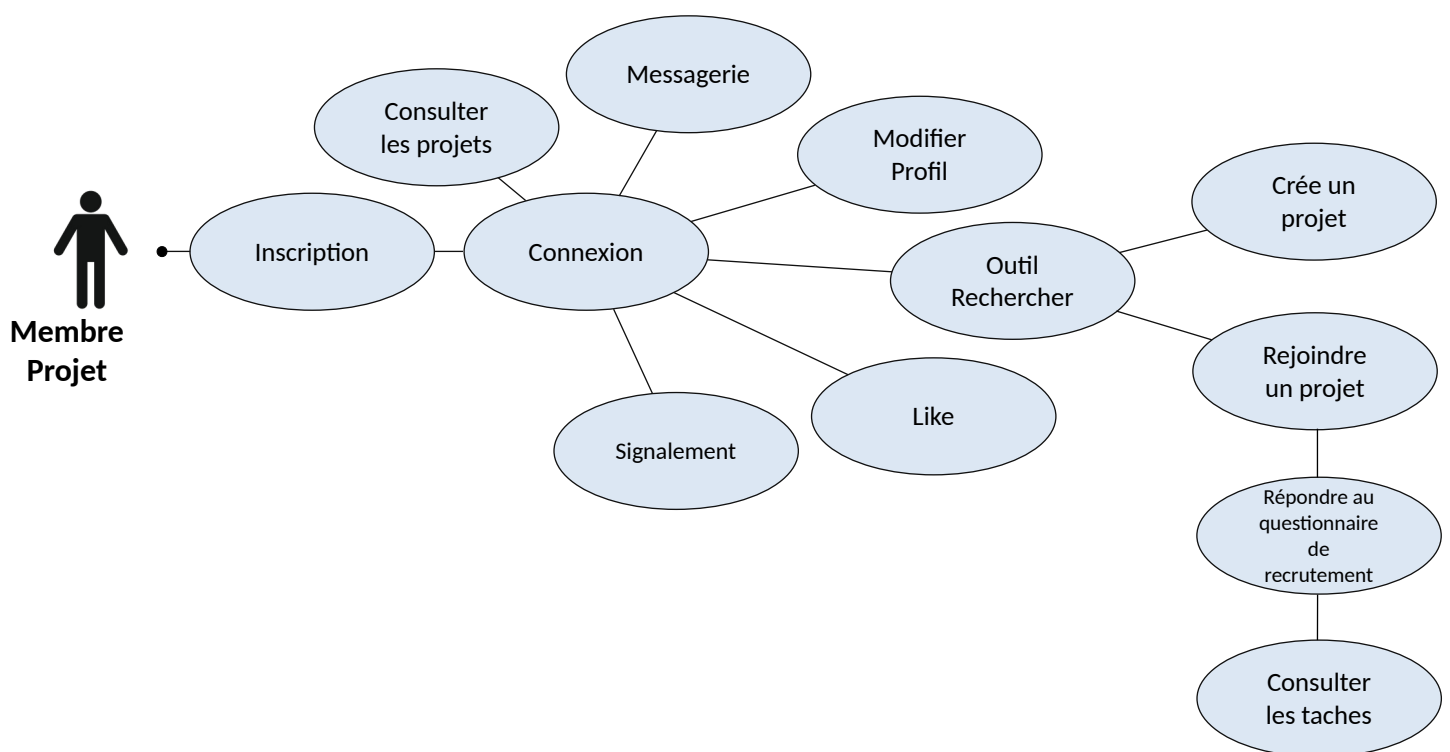 Messagerie
Consulter
les projets
Modifier
Profil
Crée un
projet
Inscription
Connexion
Outil
Rechercher
Membre
Projet
Rejoindre
un projet
Like
Signalement
Répondre au
questionnaire
de
recrutement
Consulter
les taches